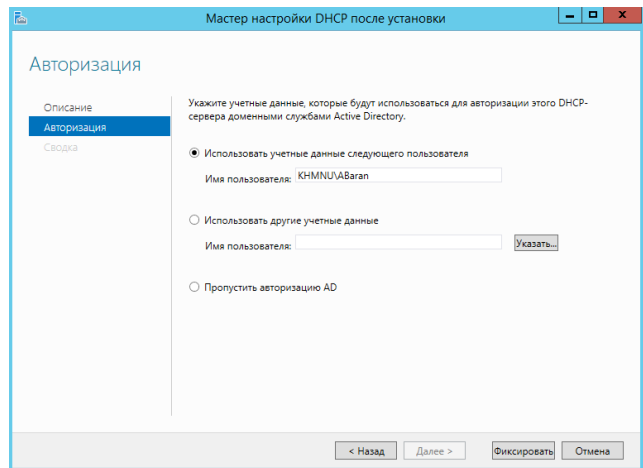 Мастер настройки DHCP после установки
Авторизация
Описание
Авторизация
Сводка
Укажите учетные данные, которые будут использоваться для авторизации этого DHCP-
сервера доменными службами Active Directory.
Использовать учетные данные следующего пользователя
Имя пользователя: KHMNU\ABaran
Использовать другие учетные данные
Имя пользователя: Указать...
Пропустить авторизацию AD
< Назад Далее > Фиксировать Отмена